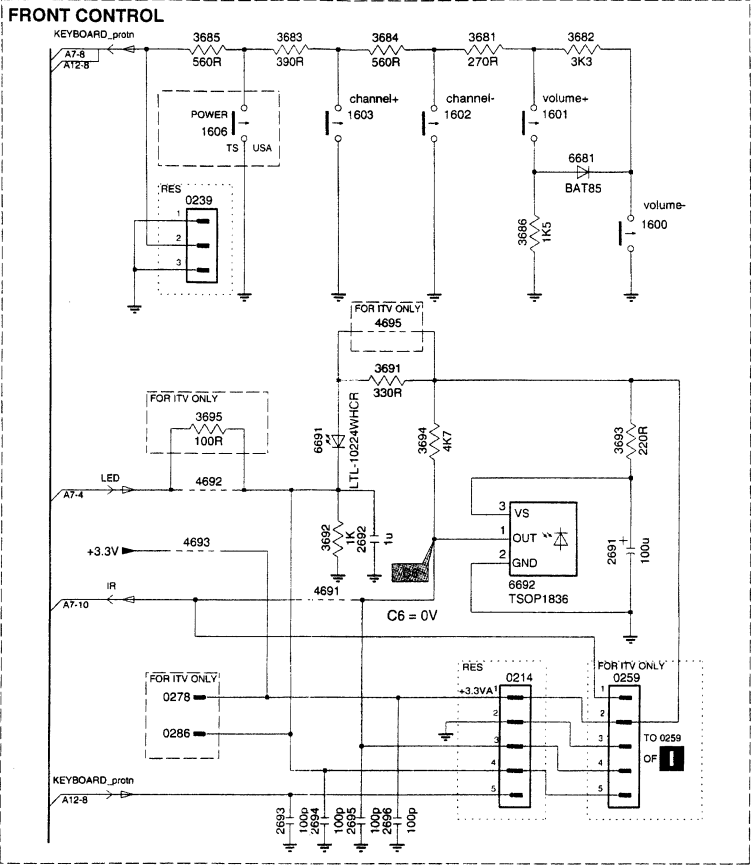 FRONT CONTROL
KEYBOARD_protn
A7-8
A12-8
3685
560R
3683
390R
3684
560R
3681
270R
3682
3K3
POWER
1606
TS USA
channel+
1603
channel-
1602
volume+
1601
6681
BAT85
volume-
1600
3686
1K5
RES
0239
1
2
3
FOR ITV ONLY
4695
3691
330R
FOR ITV ONLY
3695
100R
6691
LTL-10224WHCR
3694
4K7
3693
220R
LED
A7-4
4692
3692
1K
2692
1u
3
VS
1
OUT
2
GND
6692
TSOP1836
2691
+
100u
+3.3V
4693
IR
A7-10
4691
C6 = 0V
FOR ITV ONLY
0278
0286
RES
0214
+3.3VA
1
2
3
4
5
FOR ITV ONLY
0259
1
2
3
4
5
TO 0259
OF I
KEYBOARD_protn
A12-8
2693
100p
2694
100p
2695
100p
2696
100p